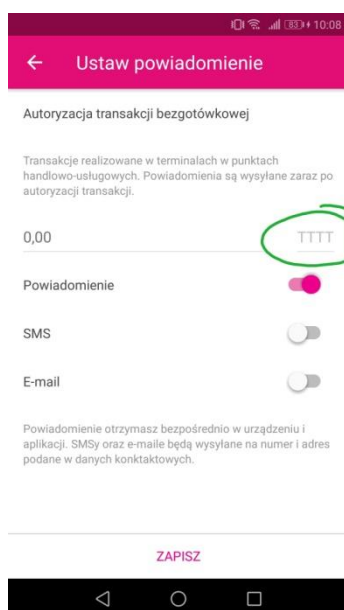 83 10:08
Ustaw powiadomienie
Autoryzacja transakcji bezgotówkowej
Transakcje realizowane w terminalach w punktach
handlowo-usługowych. Powiadomienia są wysyłane zaraz po
autoryzacji transakcji.
0,00 TTTT
Powiadomienie
SMS
E-mail
Powiadomienie otrzymasz bezpośrednio w urządzeniu i
aplikacji. SMSy oraz e-maile będą wysyłane na numer i adres
podane w danych konktaktowych.
ZAPISZ